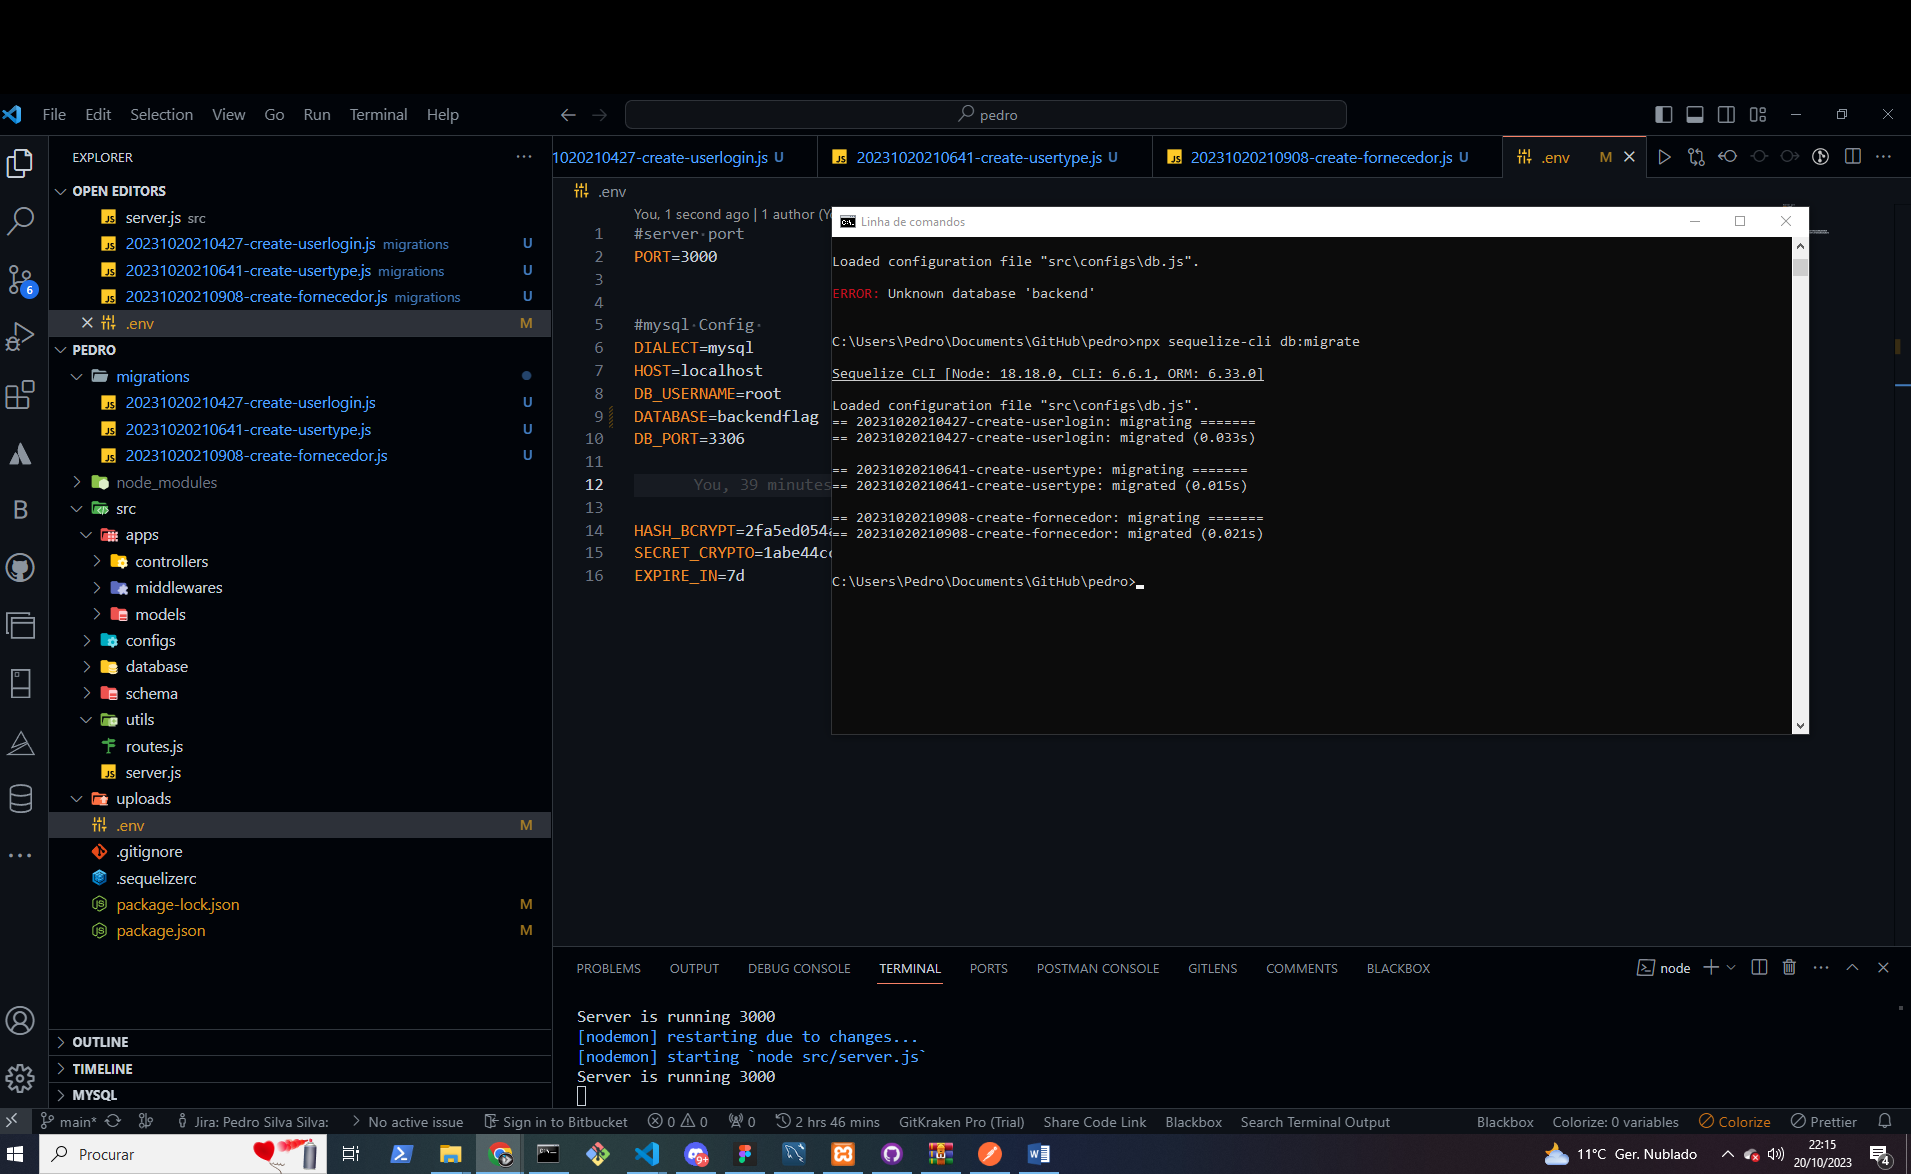 File Edit Selection View Go Run Terminal Help
pedro
EXPLORER
OPEN EDITORS
server.js src
20231020210427-create-userlogin.js migrations U
20231020210641-create-usertype.js migrations U
20231020210908-create-fornecedor.js migrations U
.env M
PEDRO
migrations
20231020210427-create-userlogin.js U
20231020210641-create-usertype.js U
20231020210908-create-fornecedor.js U
node_modules
src
apps
controllers
middlewares
models
configs
database
schema
utils
routes.js
server.js
uploads
.env M
.gitignore
.sequelizerc
package-lock.json M
package.json M
OUTLINE
TIMELINE
MYSQL
1020210427-create-userlogin.js U
20231020210641-create-usertype.js U
20231020210908-create-fornecedor.js U
.env M
.env
You, 1 second ago | 1 author (Y
1 #server port
2 PORT=3000
3
4
5 #mysql Config
6 DIALECT=mysql
7 HOST=localhost
8 DB_USERNAME=root
9 DATABASE=backendflag
10 DB_PORT=3306
11
12 You, 39 minutes
13
14 HASH_BCRYPT=2fa5ed054
15 SECRET_CRYPTO=1abe44c
16 EXPIRE_IN=7d
Linha de comandos
Loaded configuration file "src\configs\db.js".
ERROR: Unknown database 'backend'
C:\Users\Pedro\Documents\GitHub\pedro>npx sequelize-cli db:migrate
Sequelize CLI [Node: 18.18.0, CLI: 6.6.1, ORM: 6.33.0]
Loaded configuration file "src\configs\db.js".
== 20231020210427-create-userlogin: migrating =======
== 20231020210427-create-userlogin: migrated (0.033s)
== 20231020210641-create-usertype: migrating =======
== 20231020210641-create-usertype: migrated (0.015s)
== 20231020210908-create-fornecedor: migrating =======
== 20231020210908-create-fornecedor: migrated (0.021s)
C:\Users\Pedro\Documents\GitHub\pedro>
PROBLEMS OUTPUT DEBUG CONSOLE TERMINAL PORTS POSTMAN CONSOLE GITLENS COMMENTS BLACKBOX
node
Server is running 3000
[nodemon] restarting due to changes...
[nodemon] starting `node src/server.js`
Server is running 3000
main* Jira: Pedro Silva Silva: No active issue Sign in to Bitbucket 0 0 0 2 hrs 46 mins GitKraken Pro (Trial) Share Code Link Blackbox Search Terminal Output Blackbox Colorize: 0 variables Colorize Prettier
Procurar
11°C Ger. Nublado
22:15
20/10/2023
4
6
B
9+